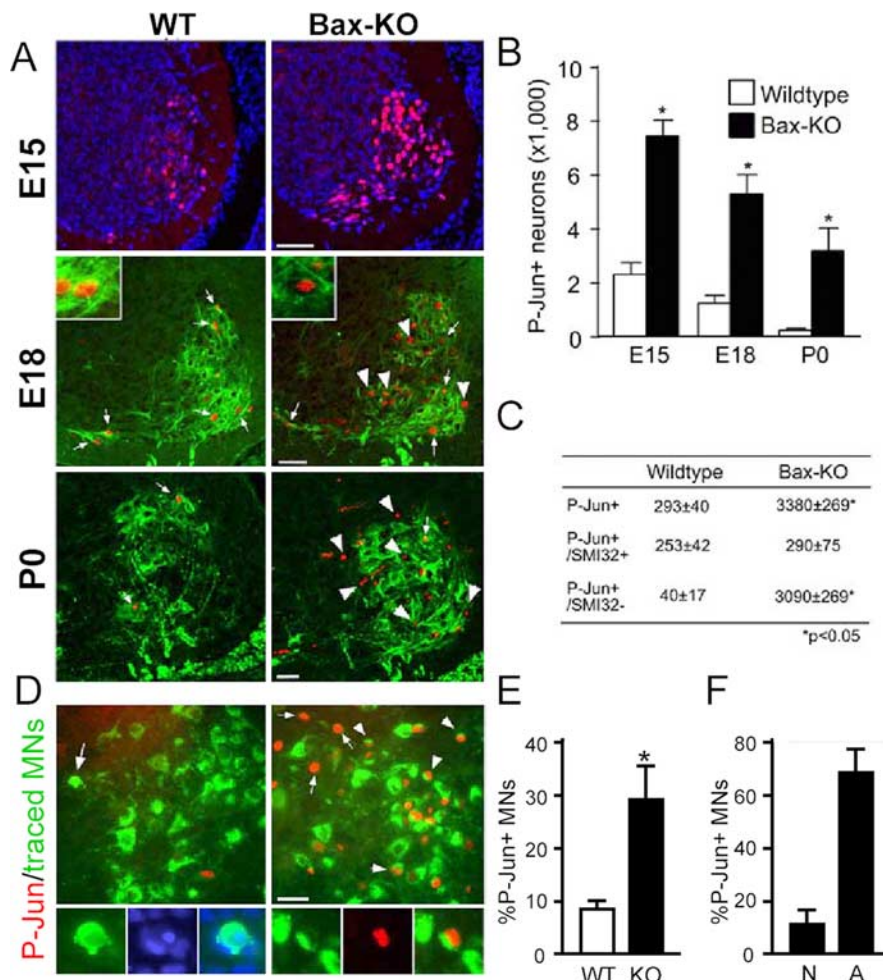 WT Bax-KO
A
E15
E18
P0
B
P-Jun+ neurons (x1,000)
10
8
6
4
2
0
* * *
Wildtype
Bax-KO
E15 E18 P0
C
Wildtype Bax-KO
P-Jun+ 293±40 3380±269*
P-Jun+
/SMI32+ 253±42 290±75
P-Jun+
/SMI32- 40±17 3090±269*
*p<0.05
D
P-Jun/traced MNs
E
%P-Jun+ MNs
40
30
20
10
0
*
WT KO
F
%P-Jun+ MNs
80
60
40
20
0
N A